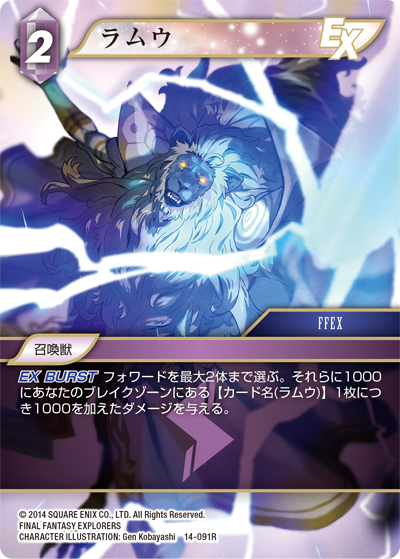 2
ラムウ
EX
FFEX
召喚獣
EX BURST フォワードを最大2体まで選ぶ。それらに1000
にあなたのブレイクゾーンにある【カード名(ラムウ)】1枚につ
き1000を加えたダメージを与える。
© 2014 SQUARE ENIX CO., LTD. All Rights Reserved.
FINAL FANTASY EXPLORERS
CHARACTER ILLUSTRATION: Gen Kobayashi 14-091R